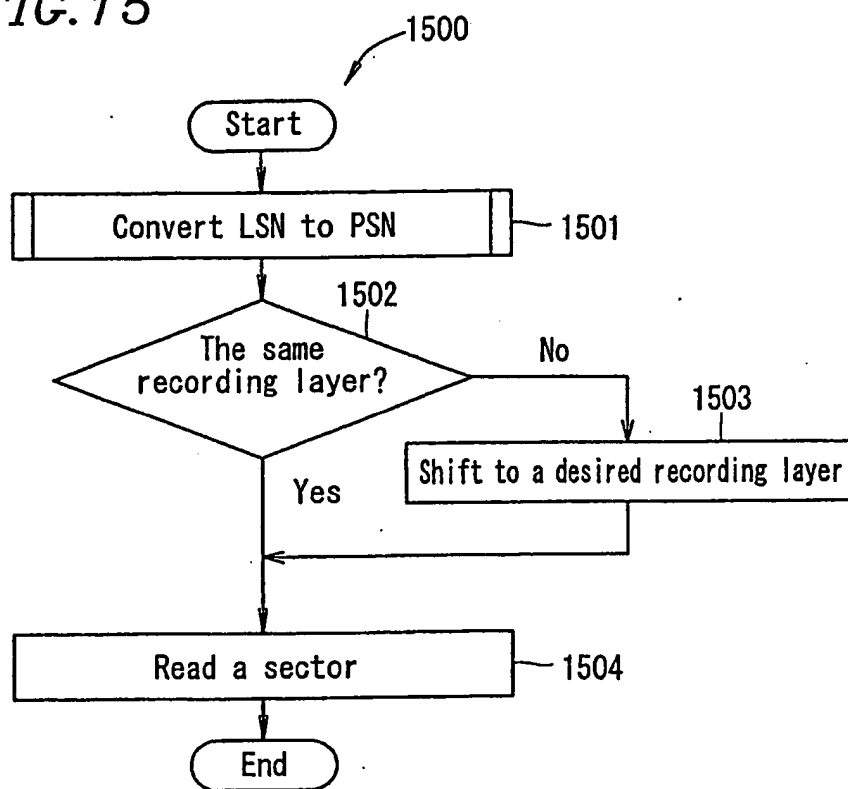 FIG.15
1500
Start
Convert LSN to PSN
1501
1502
The same
recording layer?
No
1503
Shift to a desired recording layer
Yes
Read a sector
1504
End